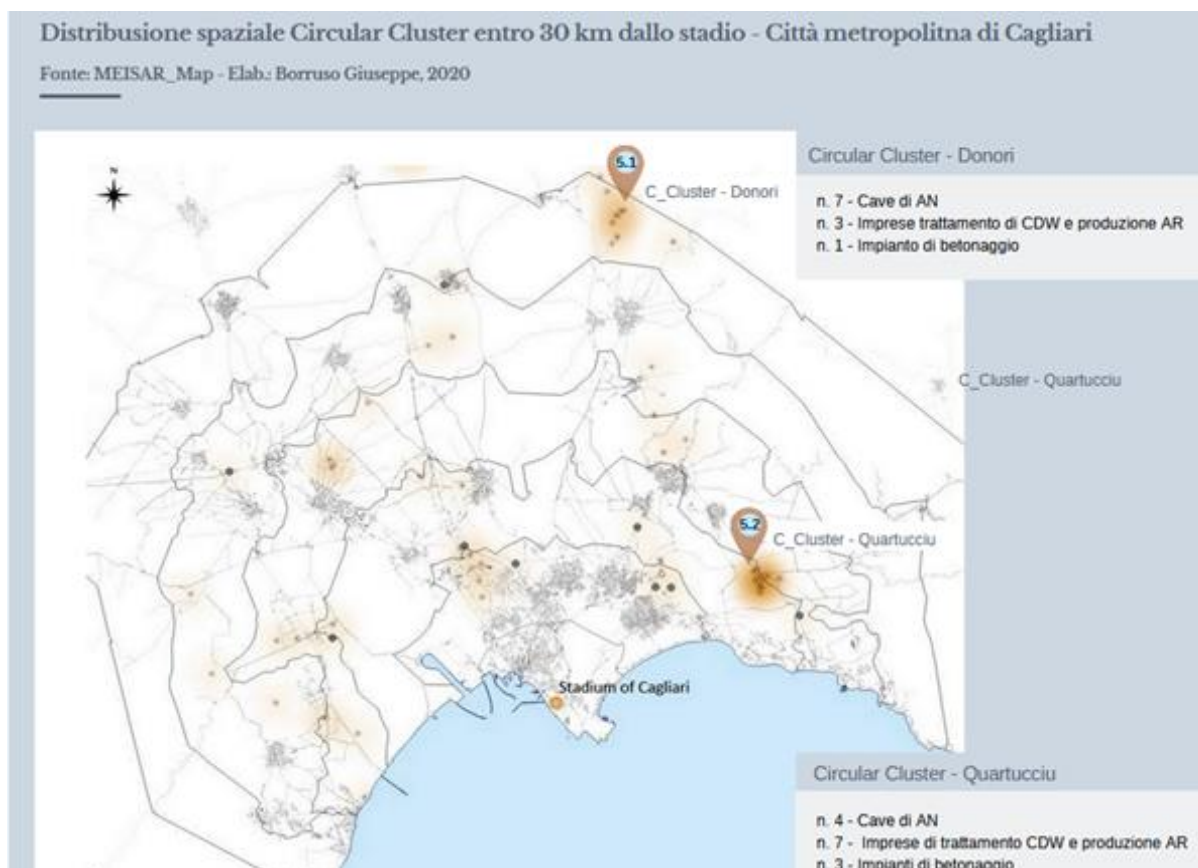 Distribusione spaziale Circular Cluster entro 30 km dallo stadio - Città metropolitna di Cagliari
Fonte: MEISAR_Map - Elab.: Borruso Giuseppe, 2020
N
5.1
C_Cluster - Donori
Circular Cluster - Donori
n. 7 - Cave di AN
n. 3 - Imprese trattamento di CDW e produzione AR
n. 1 - Impianto di betonaggio
C_Cluster - Quartucciu
5.2
C_Cluster - Quartucciu
Stadium of Cagliari
Circular Cluster - Quartucciu
n. 4 - Cave di AN
n. 7 - Imprese di trattamento CDW e produzione AR
n. 3 - Impianti di betonaggio